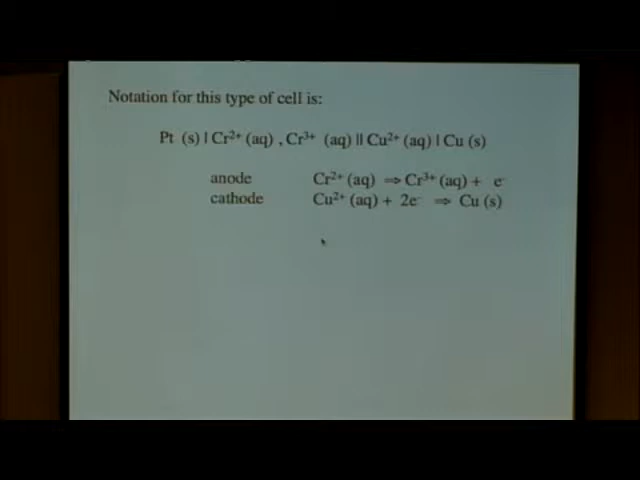 Notation for this type of cell is:
Pt (s) | Cr²⁺ (aq) , Cr³⁺ (aq) || Cu²⁺ (aq) | Cu (s)
anode Cr²⁺ (aq) ⇒ Cr³⁺ (aq) + e⁻
cathode Cu²⁺ (aq) + 2e⁻ ⇒ Cu (s)